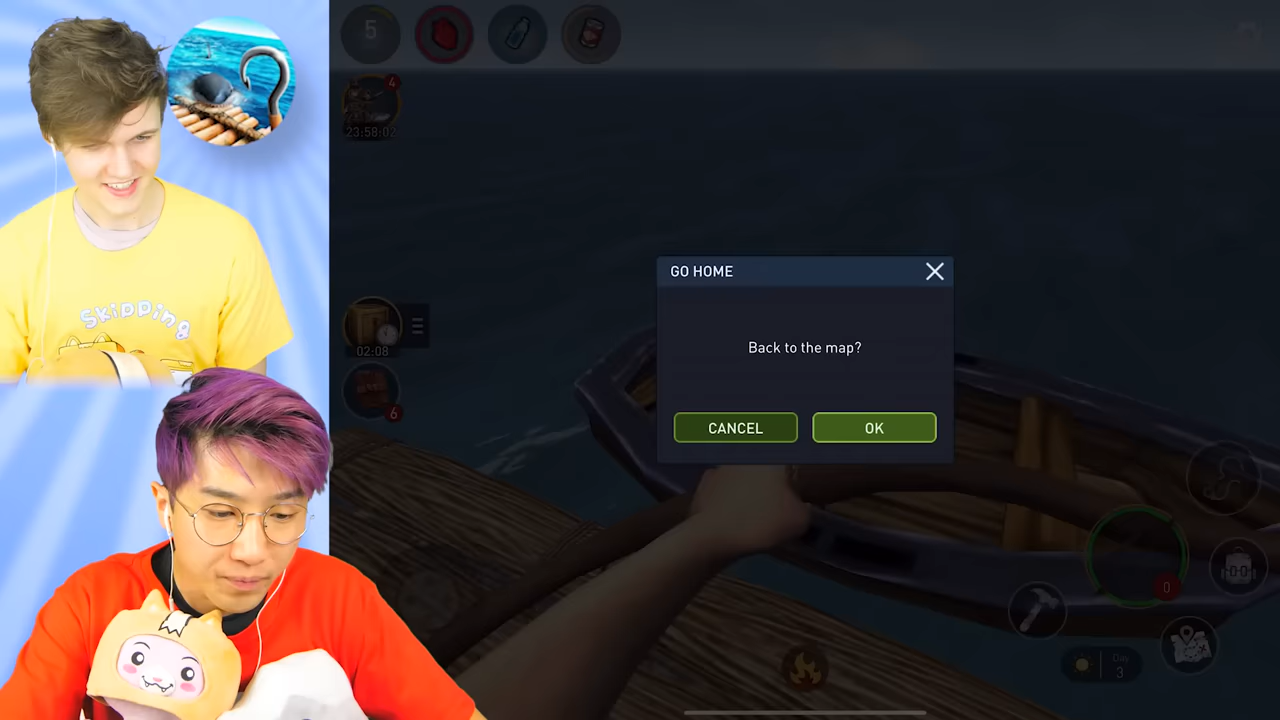 5
4
23:58:02
GO HOME
Back to the map?
CANCEL
OK
02:08
6
Skipping
0
Day
3